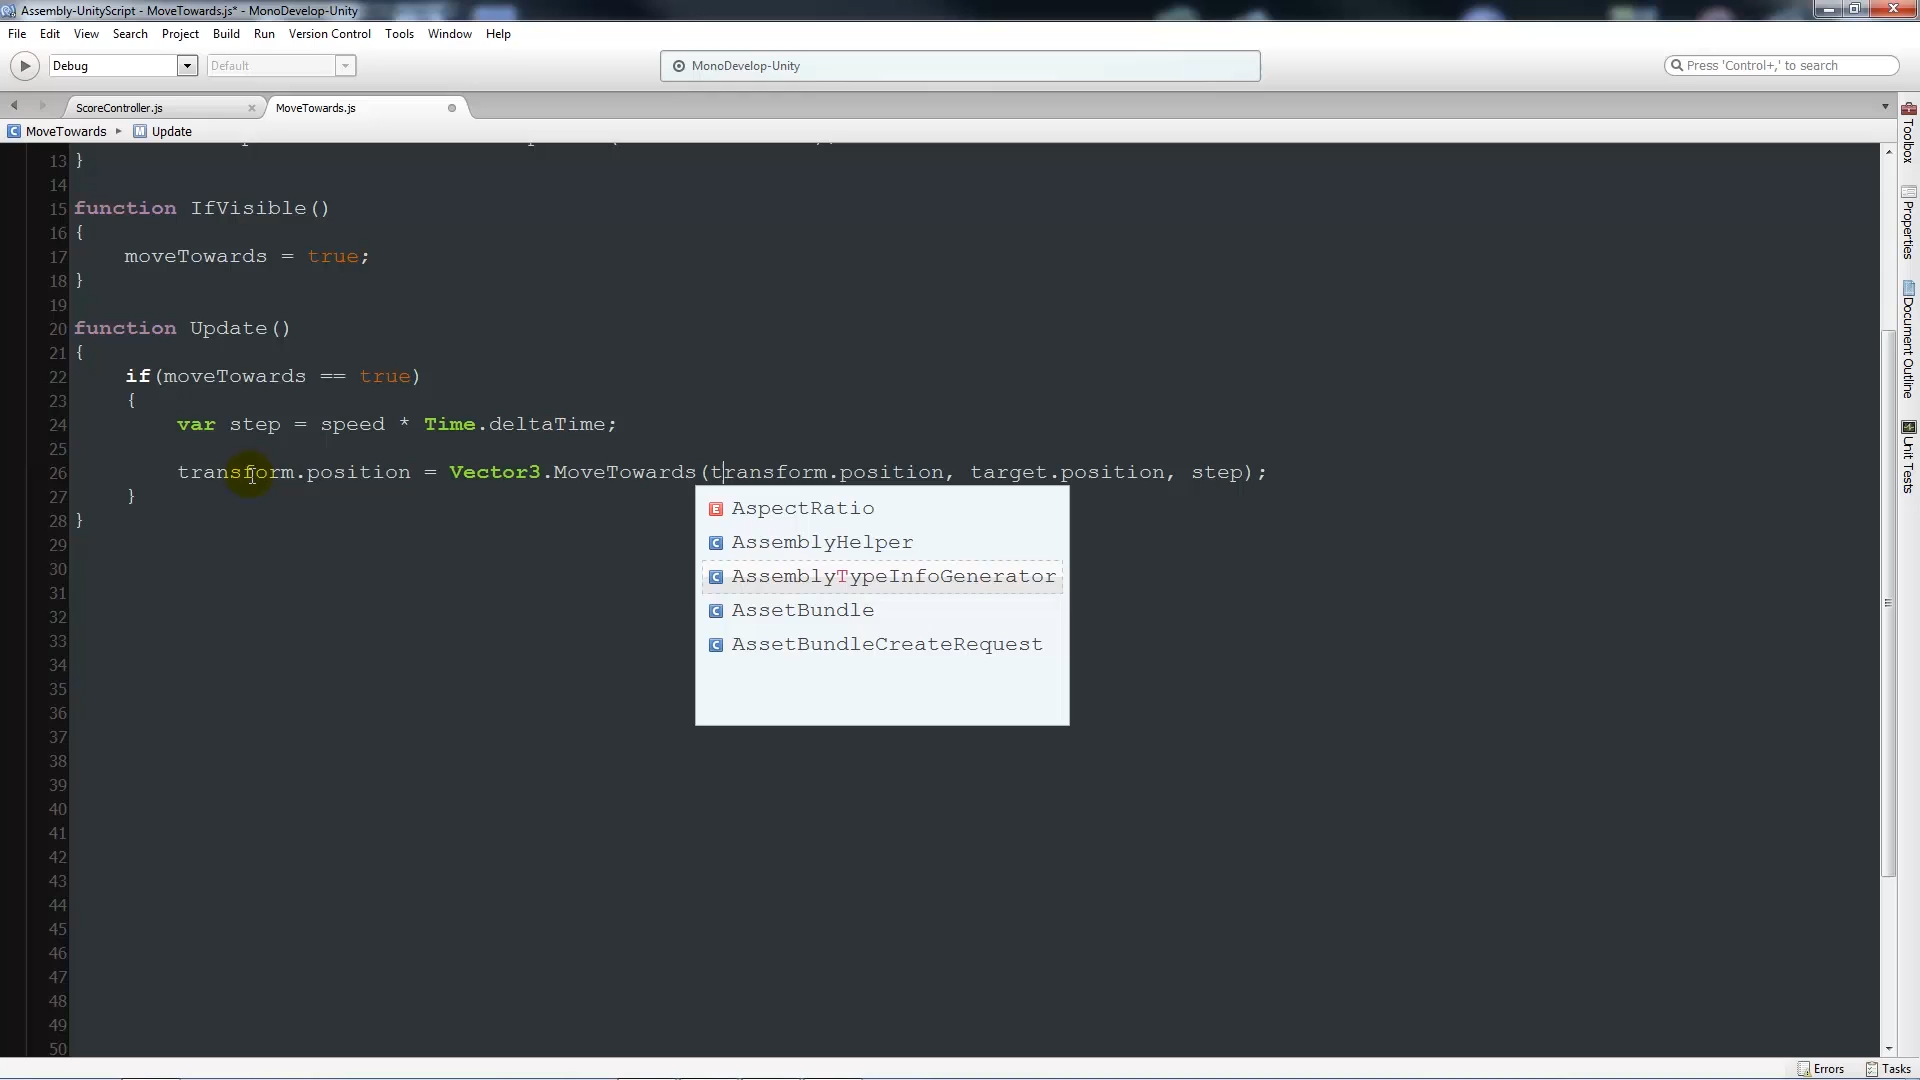 Assembly-UnityScript - MoveTowards.js* - MonoDevelop-Unity
File Edit View Search Project Build Run Version Control Tools Window Help
Debug Default MonoDevelop-Unity Press 'Control+,' to search
ScoreController.js MoveTowards.js
MoveTowards Update
13 }
14
15 function IfVisible()
16 {
17 moveTowards = true;
18 }
19
20 function Update()
21 {
22 if(moveTowards == true)
23 {
24 var step = speed * Time.deltaTime;
25
26 transform.position = Vector3.MoveTowards(transform.position, target.position, step);
27 }
28 }
29
30
31
32
33
34
35
36
37
38
39
40
41
42
43
44
45
46
47
48
49
50
AspectRatio
AssemblyHelper
AssemblyTypeInfoGenerator
AssetBundle
AssetBundleCreateRequest
Toolbox
Properties
Document Outline
Unit Tests
Errors Tasks